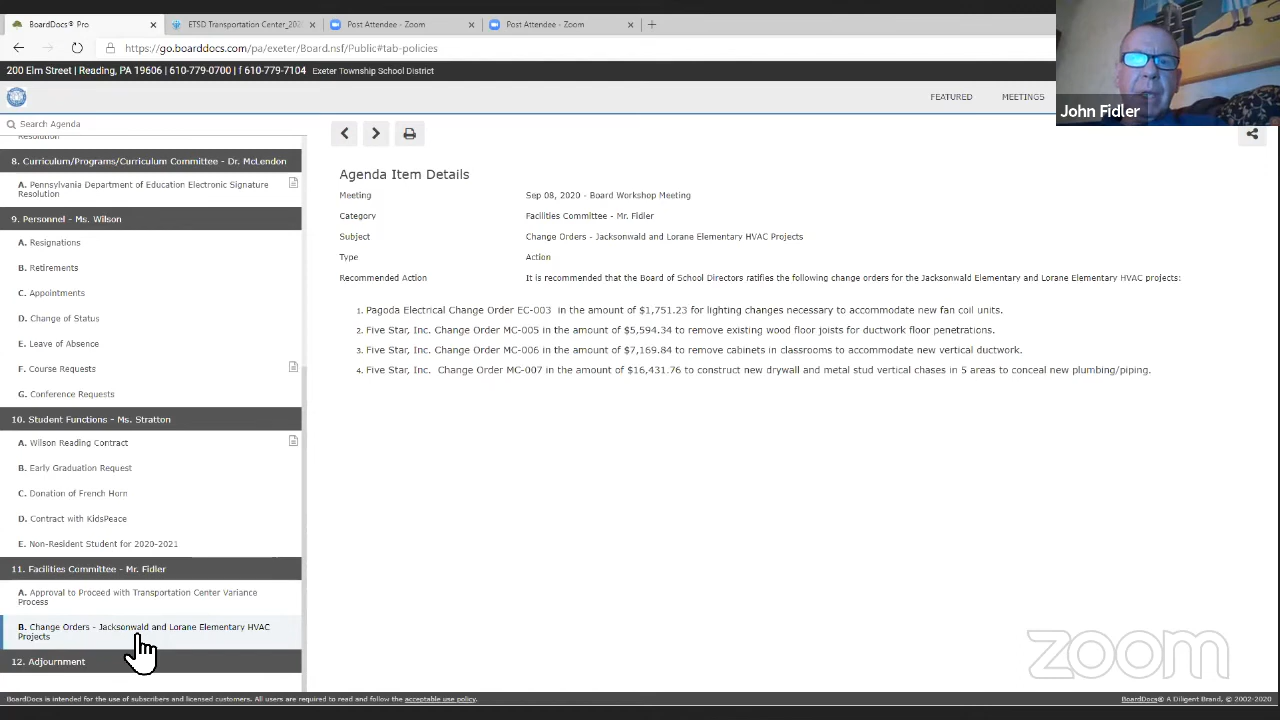 BoardDocs® Pro
ETSD Transportation Center_202
Post Attendee - Zoom
Post Attendee - Zoom
https://go.boarddocs.com/pa/exeter/Board.nsf/Public#tab-policies
200 Elm Street | Reading, PA 19606 | 610-779-0700 | f 610-779-7104 Exeter Township School District
FEATURED
MEETINGS
John Fidler
Search Agenda
Resolution
8. Curriculum/Programs/Curriculum Committee - Dr. McLendon
A. Pennsylvania Department of Education Electronic Signature
Resolution
9. Personnel - Ms. Wilson
A. Resignations
B. Retirements
C. Appointments
D. Change of Status
E. Leave of Absence
F. Course Requests
G. Conference Requests
10. Student Functions - Ms. Stratton
A. Wilson Reading Contract
B. Early Graduation Request
C. Donation of French Horn
D. Contract with KidsPeace
E. Non-Resident Student for 2020-2021
11. Facilities Committee - Mr. Fidler
A. Approval to Proceed with Transportation Center Variance
Process
B. Change Orders - Jacksonwald and Lorane Elementary HVAC
Projects
12. Adjournment
Agenda Item Details
Meeting Sep 08, 2020 - Board Workshop Meeting
Category Facilities Committee - Mr. Fidler
Subject Change Orders - Jacksonwald and Lorane Elementary HVAC Projects
Type Action
Recommended Action It is recommended that the Board of School Directors ratifies the following change orders for the Jacksonwald Elementary and Lorane Elementary HVAC projects:
1. Pagoda Electrical Change Order EC-003 in the amount of $1,751.23 for lighting changes necessary to accommodate new fan coil units.
2. Five Star, Inc. Change Order MC-005 in the amount of $5,594.34 to remove existing wood floor joists for ductwork floor penetrations.
3. Five Star, Inc. Change Order MC-006 in the amount of $7,169.84 to remove cabinets in classrooms to accommodate new vertical ductwork.
4. Five Star, Inc. Change Order MC-007 in the amount of $16,431.76 to construct new drywall and metal stud vertical chases in 5 areas to conceal new plumbing/piping.
zoom
BoardDocs is intended for the use of subscribers and licensed customers. All users are required to read and follow the acceptable use policy.
BoardDocs® A Diligent Brand, © 2002-2020